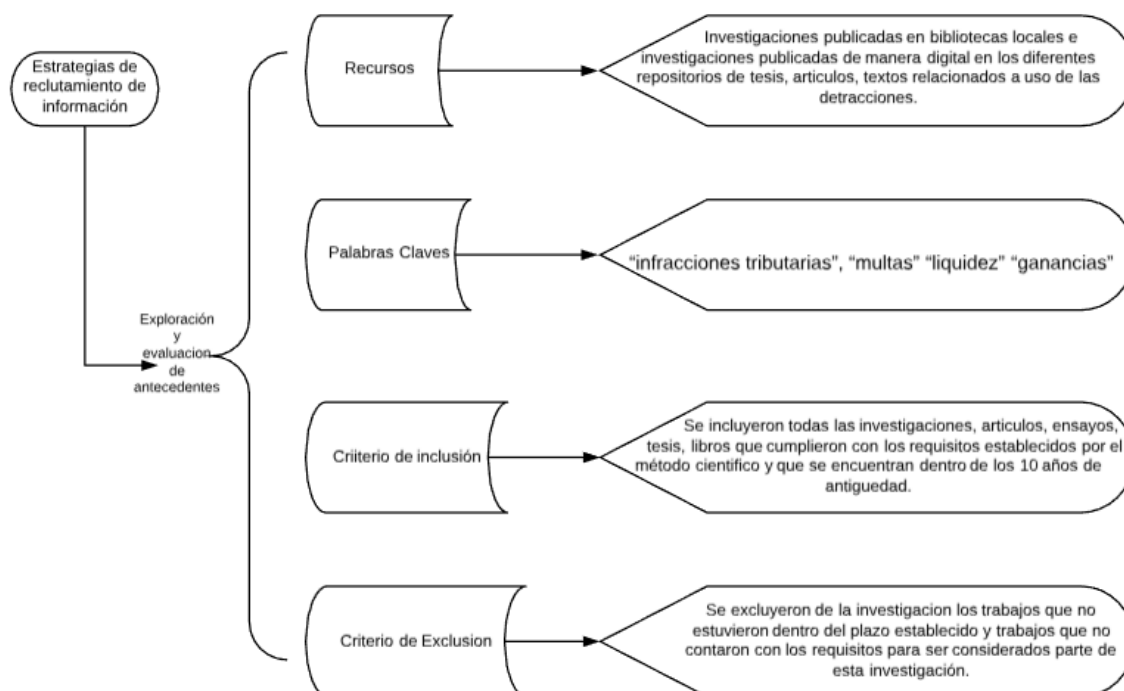 Estrategias de
reclutamiento de
información
Exploración
y
evaluacion
de
antecedentes
Recursos
Investigaciones publicadas en bibliotecas locales e
investigaciones publicadas de manera digital en los diferentes
repositorios de tesis, articulos, textos relacionados a uso de las
detracciones.
Palabras Claves
“infracciones tributarias”, “multas” “liquidez” “ganancias”
Criiterio de inclusión
Se incluyeron todas las investigaciones, articulos, ensayos,
tesis, libros que cumplieron con los requisitos establecidos por el
método cientifico y que se encuentran dentro de los 10 años de
antiguedad.
Criterio de Exclusion
Se excluyeron de la investigacion los trabajos que no
estuvieron dentro del plazo establecido y trabajos que no
contaron con los requisitos para ser considerados parte de
esta investigación.